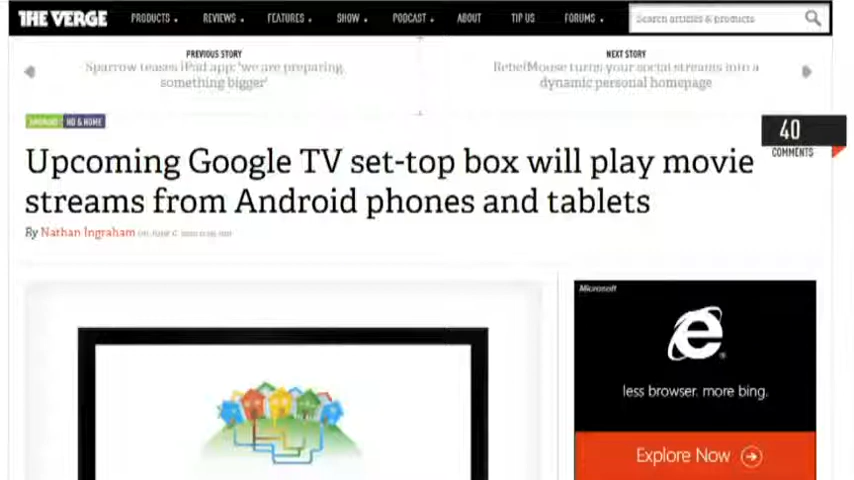 THE VERGE
PRODUCTS REVIEWS FEATURES SHOW PODCAST ABOUT TIP US FORUMS Search articles & products
PREVIOUS STORY
Sparrow teases iPad app: 'we are preparing
something bigger'
NEXT STORY
RebelMouse turns your social streams into a
dynamic personal homepage
ANDROID HD & HOME
40
COMMENTS
Upcoming Google TV set-top box will play movie
streams from Android phones and tablets
By Nathan Ingraham
Microsoft
e
less browser. more bing.
Explore Now